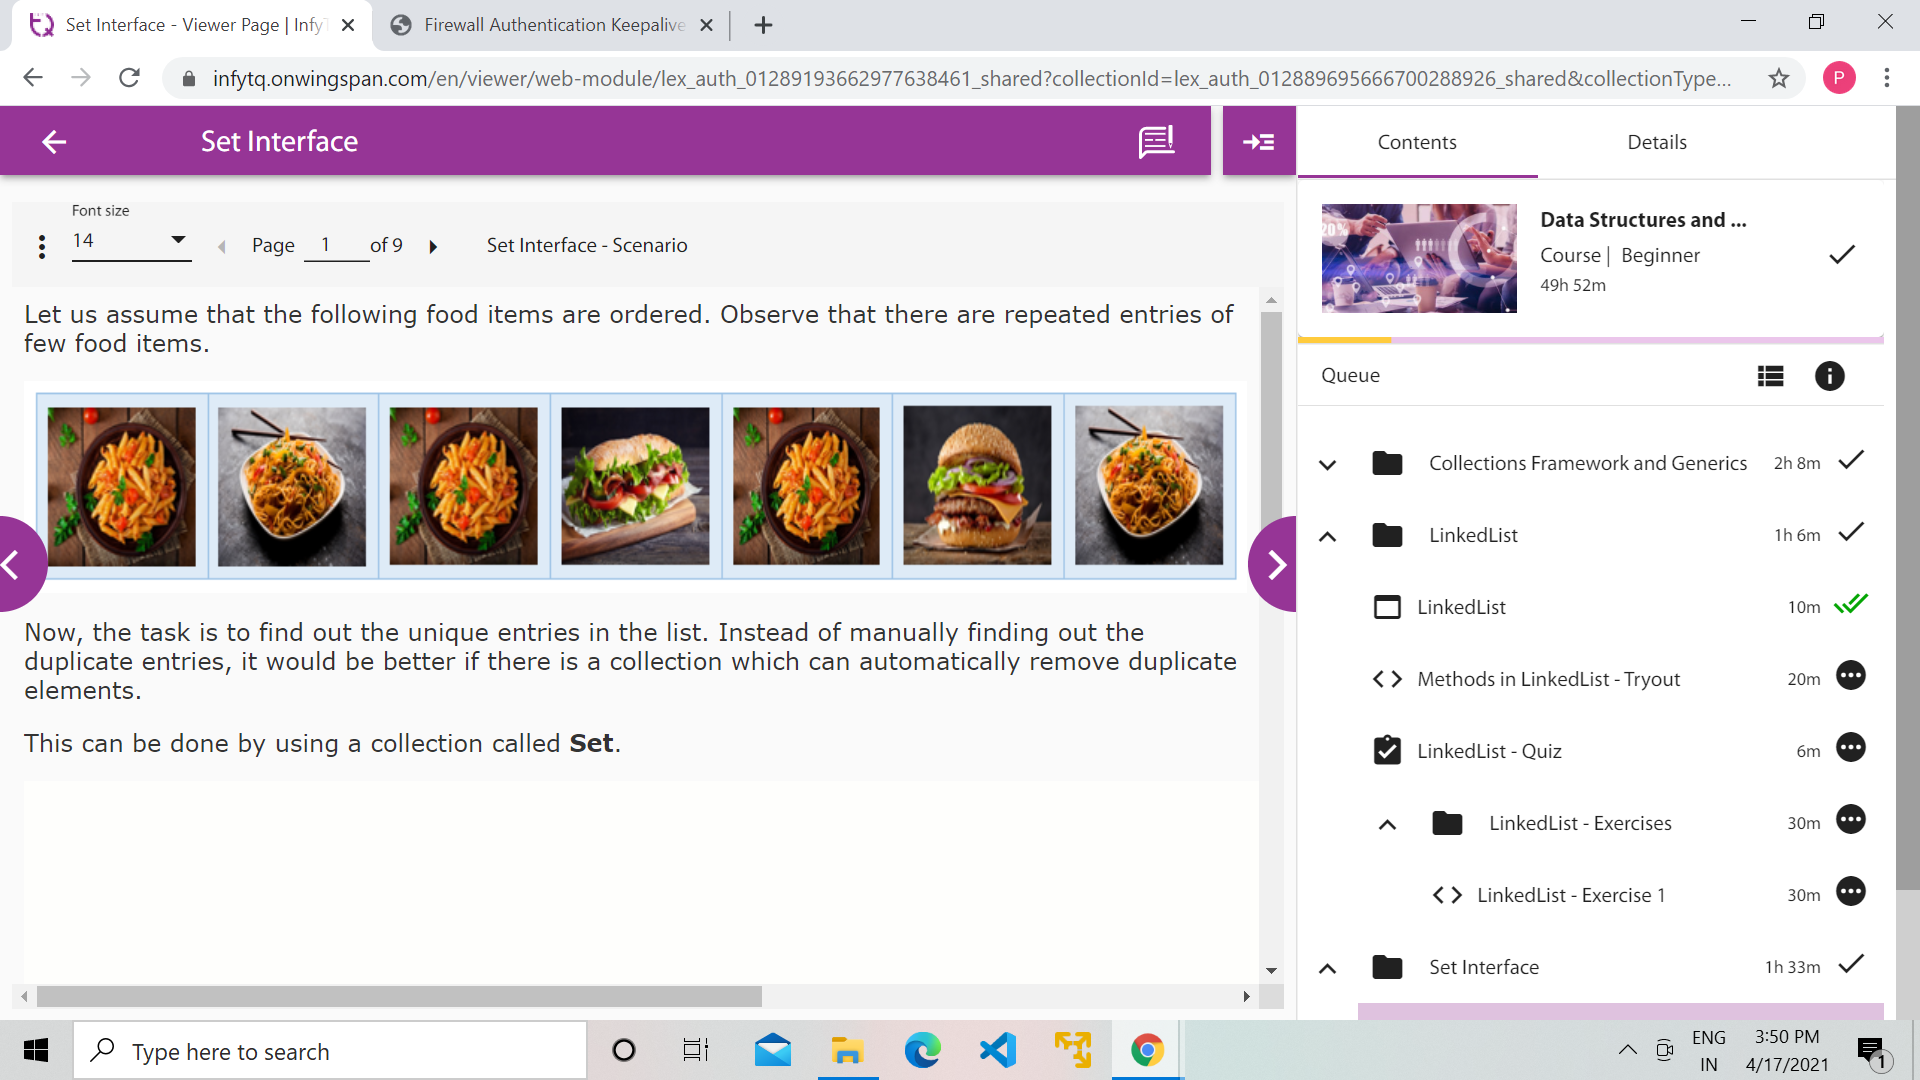 Set Interface - Viewer Page | Infy
Firewall Authentication Keepalive
infytq.onwingspan.com/en/viewer/web-module/lex_auth_01289193662977638461_shared?collectionId=lex_auth_012889695666700288926_shared&collectionType...
P
Set Interface
Contents
Details
Font size
14
Page 1 of 9
Set Interface - Scenario
Let us assume that the following food items are ordered. Observe that there are repeated entries of
few food items.
Now, the task is to find out the unique entries in the list. Instead of manually finding out the
duplicate entries, it would be better if there is a collection which can automatically remove duplicate
elements.
This can be done by using a collection called Set.
20%
Data Structures and ...
Course | Beginner
49h 52m
Queue
Collections Framework and Generics 2h 8m
LinkedList 1h 6m
LinkedList 10m
Methods in LinkedList - Tryout 20m
LinkedList - Quiz 6m
LinkedList - Exercises 30m
LinkedList - Exercise 1 30m
Set Interface 1h 33m
Type here to search
ENG
IN
3:50 PM
4/17/2021
1